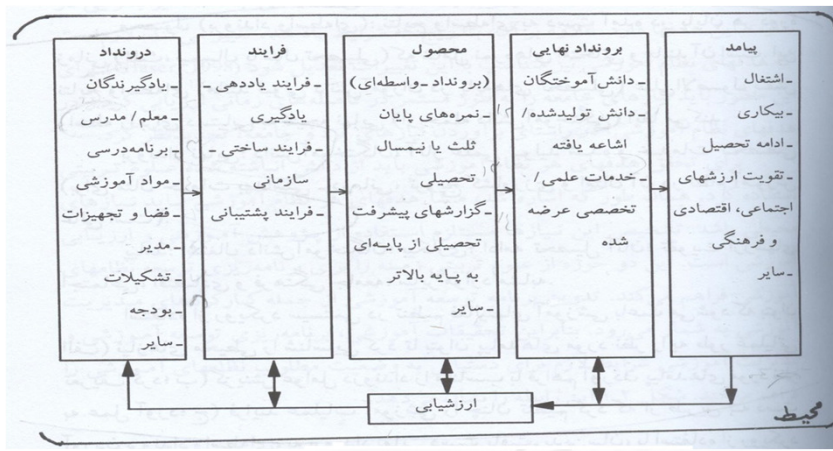 درونداد
ـ یادگیرندگان
ـ معلم/ مدرس
ـ برنامه‌درسی
ـ مواد آموزشی
ـ فضا و تجهیزات
ـ مدیر
ـ تشکیلات
ـ بودجه
ـ سایر
فرایند
ـ فرایند یاددهی ـ
یادگیری
ـ فرایند ساختی ـ
سازمانی
ـ فرایند پشتیبانی
محصول
(برونداد ـ واسطه‌ای)
ـ نمره‌های پایان
ثلث یا نیمسال
تحصیلی
ـ گزارشهای پیشرفت
تحصیلی از پایه‌ای
به پایه بالاتر
ـ سایر
برونداد نهایی
ـ دانش‌آموختگان
ـ دانش تولیدشده/
اشاعه یافته
ـ خدمات علمی/
تخصصی عرضه
شده
پیامد
ـ اشتغال
ـ بیکاری
ـ ادامه تحصیل
ـ تقویت ارزشهای
اجتماعی، اقتصادی
و فرهنگی
ـ سایر
ارزشیابی
محیط